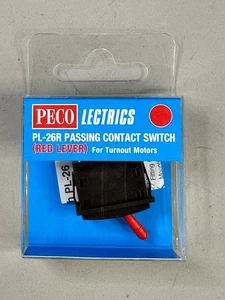 PECO LECTRICS
PL-26R PASSING CONTACT SWITCH
(RED LEVER) For Turnout Motors
PL-26